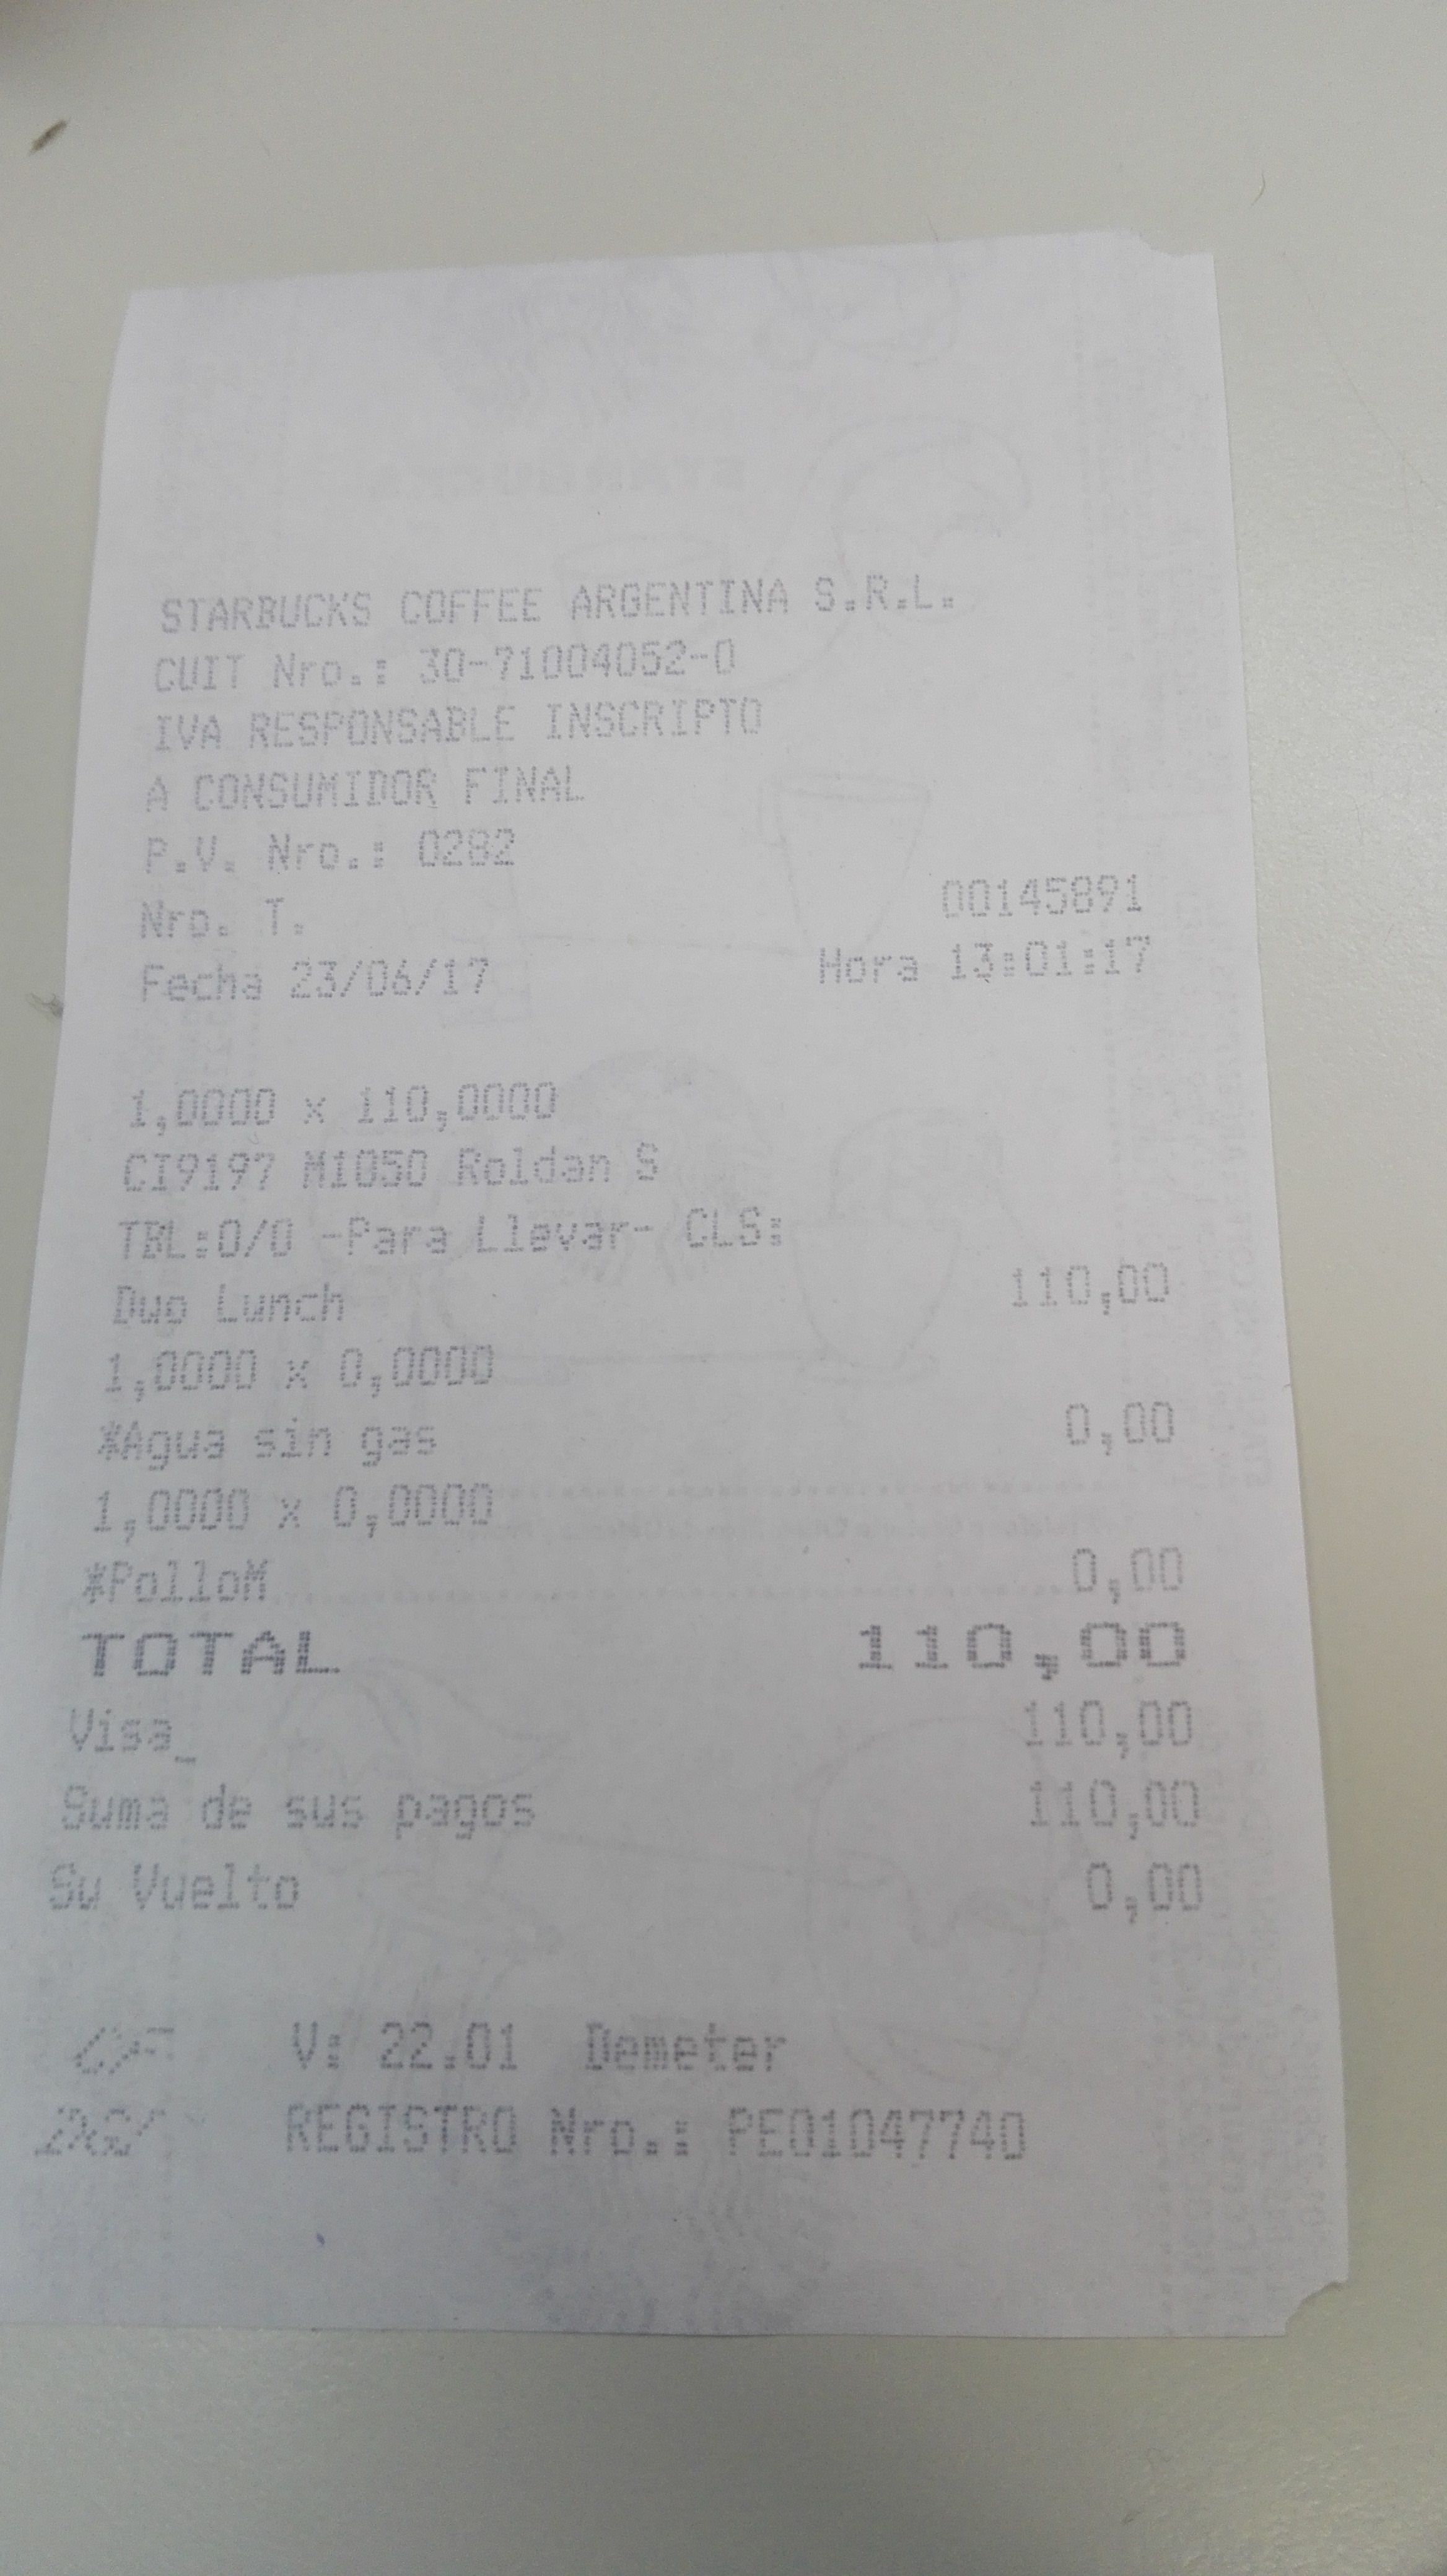 STARBUCKS COFFEE ARGENTINA S.R.L.
CUIT Nro.: 30-71004052-0
IVA RESPONSABLE INSCRIPTO
A CONSUMIDOR FINAL
P.V. Nro.: 0282
Nro. T. 00145891
Fecha 23/06/17 Hora 13:01:17
1,0000 x 110,0000
CI9197 M1050 Roldan S
TBL:0/0 -Para Llevar- CLS:
Duo Lunch 110,00
1,0000 x 0,0000
*Agua sin gas 0,00
1,0000 x 0,0000
*PolloM 0,00
TOTAL 110,00
Visa 110,00
Suma de sus pagos 110,00
Su Vuelto 0,00
CF V: 22.01 Demeter
REGISTRO Nro.: PEO1047740